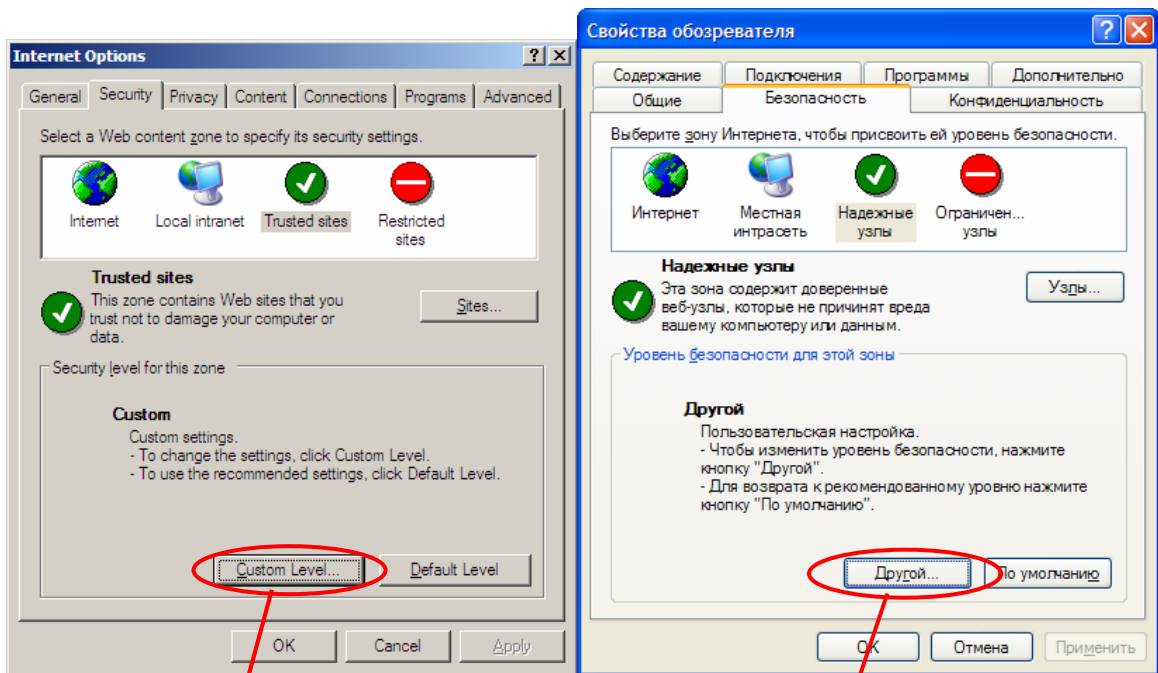 Internet Options
General Security Privacy Content Connections Programs Advanced
Select a Web content zone to specify its security settings.
Internet
Local intranet
Trusted sites
Restricted
sites
Trusted sites
This zone contains Web sites that you
trust not to damage your computer or
data.
Sites...
Security level for this zone
Custom
Custom settings.
- To change the settings, click Custom Level.
- To use the recommended settings, click Default Level.
Custom Level...
Default Level
OK
Cancel
Apply
Свойства обозревателя
Содержание Подключения Программы Дополнительно
Общие Безопасность Конфиденциальность
Выберите зону Интернета, чтобы присвоить ей уровень безопасности.
Интернет
Местная
интрасеть
Надежные
узлы
Ограничен...
узлы
Надежные узлы
Эта зона содержит доверенные
веб-узлы, которые не причинят вреда
вашему компьютеру или данным.
Узлы...
Уровень безопасности для этой зоны
Другой
Пользовательская настройка.
- Чтобы изменить уровень безопасности, нажмите
кнопку "Другой".
- Для возврата к рекомендованному уровню нажмите
кнопку "По умолчанию".
Другой...
По умолчанию
OK
Отмена
Применить